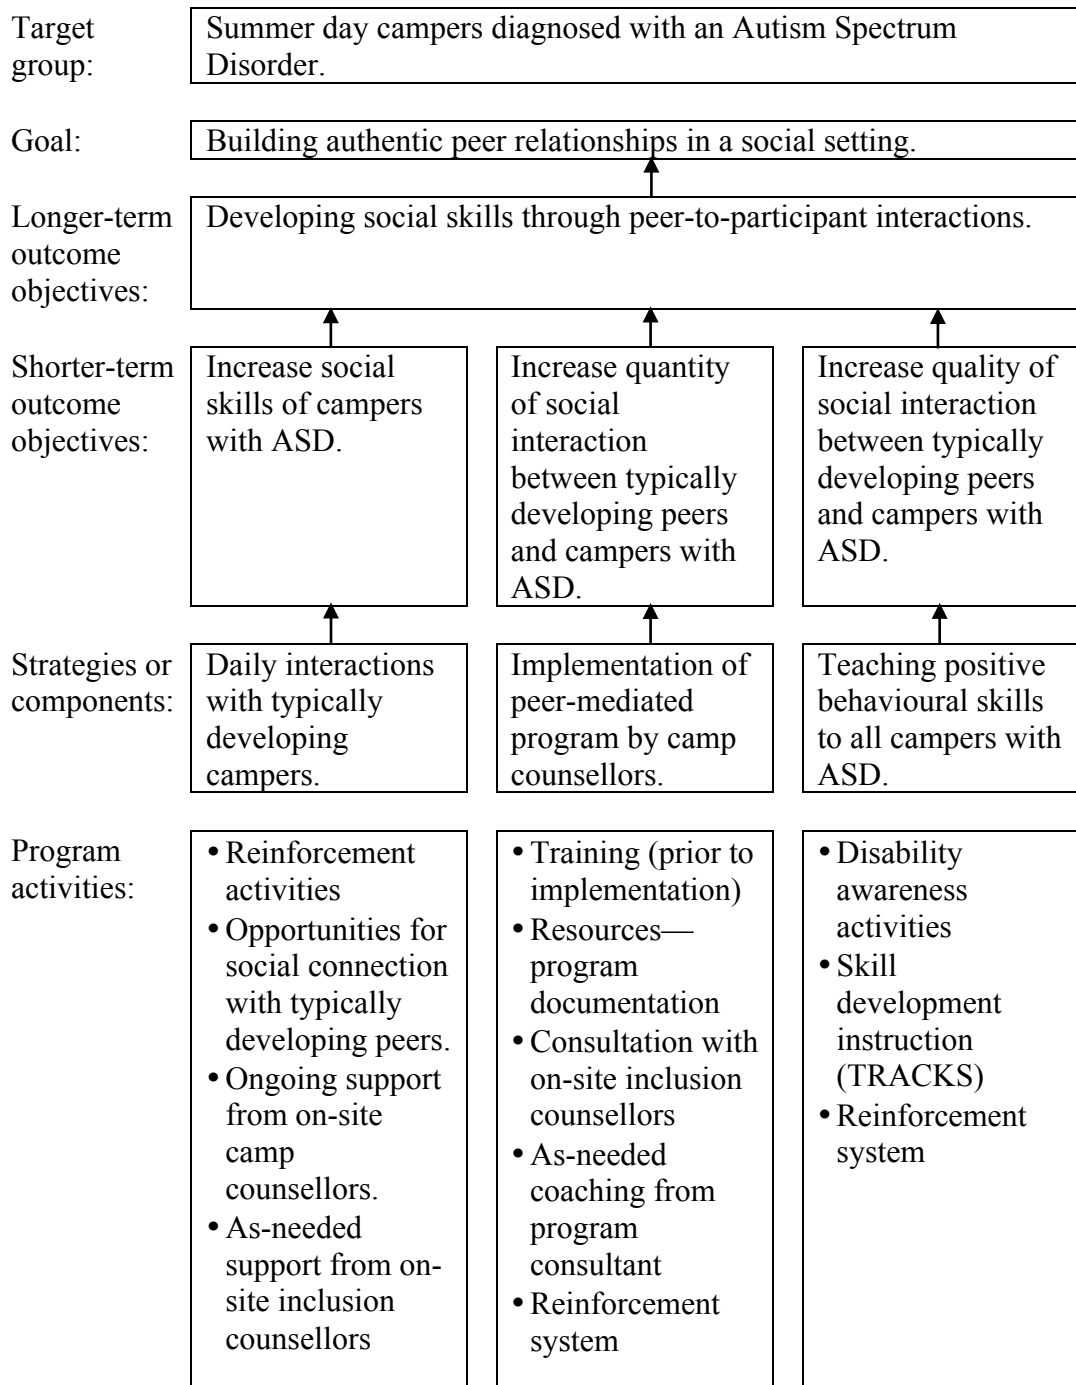 Target
group:
Summer day campers diagnosed with an Autism Spectrum
Disorder.
Goal:
Building authentic peer relationships in a social setting.
Longer-term
outcome
objectives:
Developing social skills through peer-to-participant interactions.
Shorter-term
outcome
objectives:
Increase social
skills of campers
with ASD.
Increase quantity
of social
interaction
between typically
developing peers
and campers with
ASD.
Increase quality of
social interaction
between typically
developing peers
and campers with
ASD.
Strategies or
components:
Daily interactions
with typically
developing
campers.
Implementation of
peer-mediated
program by camp
counsellors.
Teaching positive
behavioural skills
to all campers with
ASD.
Program
activities:
• Reinforcement
activities
• Opportunities for
social connection
with typically
developing peers.
• Ongoing support
from on-site
camp
counsellors.
• As-needed
support from on-
site inclusion
counsellors
• Training (prior to
implementation)
• Resources—
program
documentation
• Consultation with
on-site inclusion
counsellors
• As-needed
coaching from
program
consultant
• Reinforcement
system
• Disability
awareness
activities
• Skill
development
instruction
(TRACKS)
• Reinforcement
system